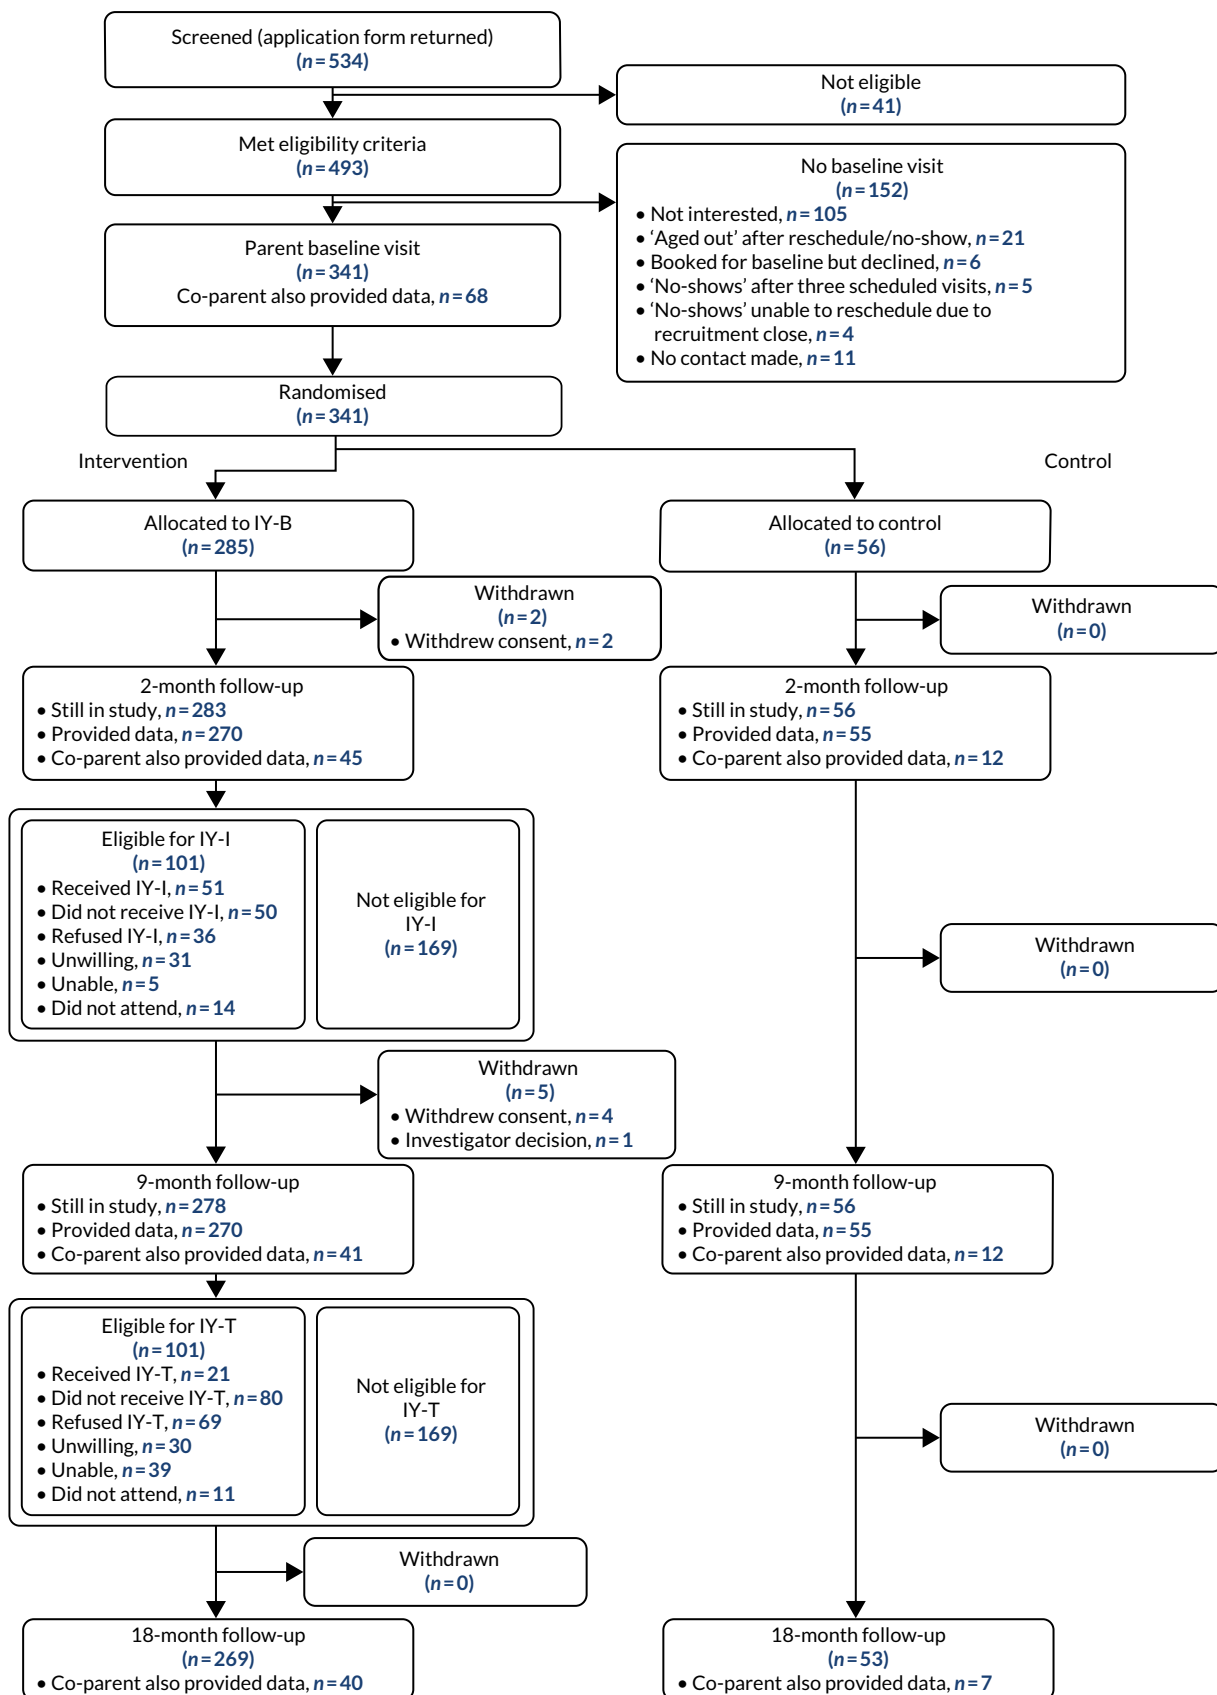 Screened (application form returned)
(n=534)
Not eligible
(n=41)
Met eligibility criteria
(n=493)
No baseline visit
(n=152)
• Not interested, n=105
• 'Aged out' after reschedule/no-show, n=21
• Booked for baseline but declined, n=6
• 'No-shows' after three scheduled visits, n=5
• 'No-shows' unable to reschedule due to
recruitment close, n=4
• No contact made, n=11
Parent baseline visit
(n=341)
Co-parent also provided data, n=68
Randomised
(n=341)
Intervention
Control
Allocated to IY-B
(n=285)
Allocated to control
(n=56)
Withdrawn
(n=2)
• Withdrew consent, n=2
Withdrawn
(n=0)
2-month follow-up
• Still in study, n=283
• Provided data, n=270
• Co-parent also provided data, n=45
2-month follow-up
• Still in study, n=56
• Provided data, n=55
• Co-parent also provided data, n=12
Eligible for IY-I
(n=101)
• Received IY-I, n=51
• Did not receive IY-I, n=50
• Refused IY-I, n=36
• Unwilling, n=31
• Unable, n=5
• Did not attend, n=14
Not eligible for
IY-I
(n=169)
Withdrawn
(n=0)
Withdrawn
(n=5)
• Withdrew consent, n=4
• Investigator decision, n=1
9-month follow-up
• Still in study, n=278
• Provided data, n=270
• Co-parent also provided data, n=41
9-month follow-up
• Still in study, n=56
• Provided data, n=55
• Co-parent also provided data, n=12
Eligible for IY-T
(n=101)
• Received IY-T, n=21
• Did not receive IY-T, n=80
• Refused IY-T, n=69
• Unwilling, n=30
• Unable, n=39
• Did not attend, n=11
Not eligible for
IY-T
(n=169)
Withdrawn
(n=0)
Withdrawn
(n=0)
18-month follow-up
(n=269)
• Co-parent also provided data, n=40
18-month follow-up
(n=53)
• Co-parent also provided data, n=7